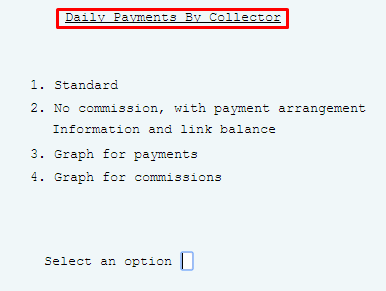 Daily Payments By Collector
1. Standard
2. No commission, with payment arrangement
Information and link balance
3. Graph for payments
4. Graph for commissions
Select an option